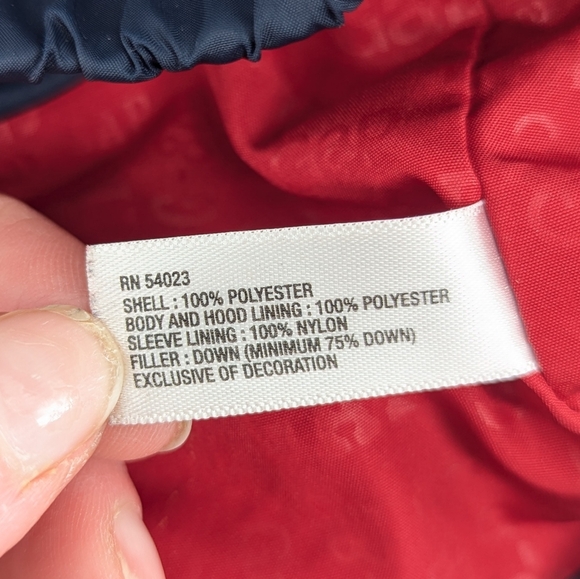 RN 54023
SHELL : 100% POLYESTER
BODY AND HOOD LINING : 100% POLYESTER
SLEEVE LINING : 100% NYLON
FILLER : DOWN (MINIMUM 75% DOWN)
EXCLUSIVE OF DECORATION